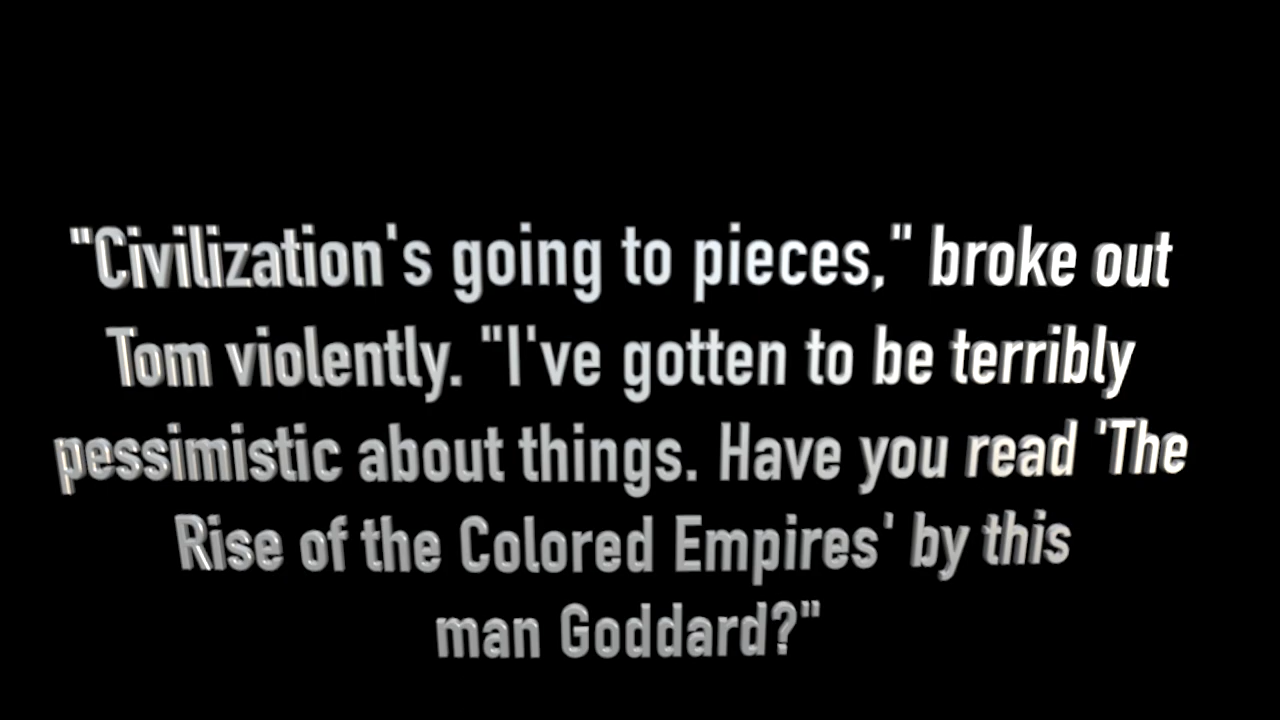 "Civilization's going to pieces," broke out
Tom violently. "I've gotten to be terribly
pessimistic about things. Have you read 'The
Rise of the Colored Empires' by this
man Goddard?"